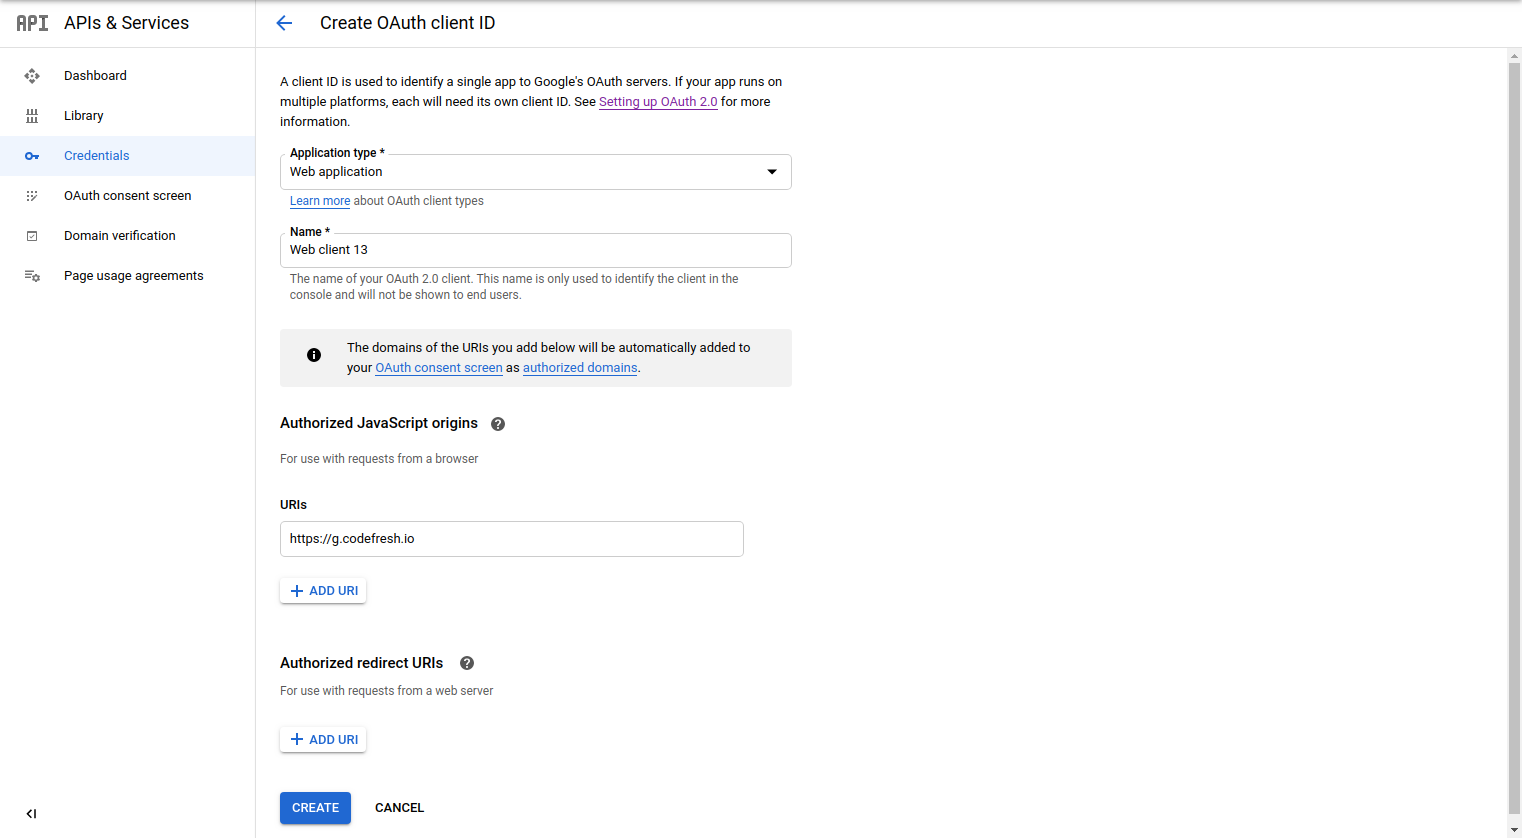 API APIs & Services
Create OAuth client ID
Dashboard
Library
Credentials
OAuth consent screen
Domain verification
Page usage agreements
A client ID is used to identify a single app to Google's OAuth servers. If your app runs on
multiple platforms, each will need its own client ID. See Setting up OAuth 2.0 for more
information.
Application type *
Web application
Learn more about OAuth client types
Name *
Web client 13
The name of your OAuth 2.0 client. This name is only used to identify the client in the
console and will not be shown to end users.
The domains of the URIs you add below will be automatically added to
your OAuth consent screen as authorized domains.
Authorized JavaScript origins
For use with requests from a browser
URIs
https://g.codefresh.io
ADD URI
Authorized redirect URIs
For use with requests from a web server
ADD URI
CREATE CANCEL